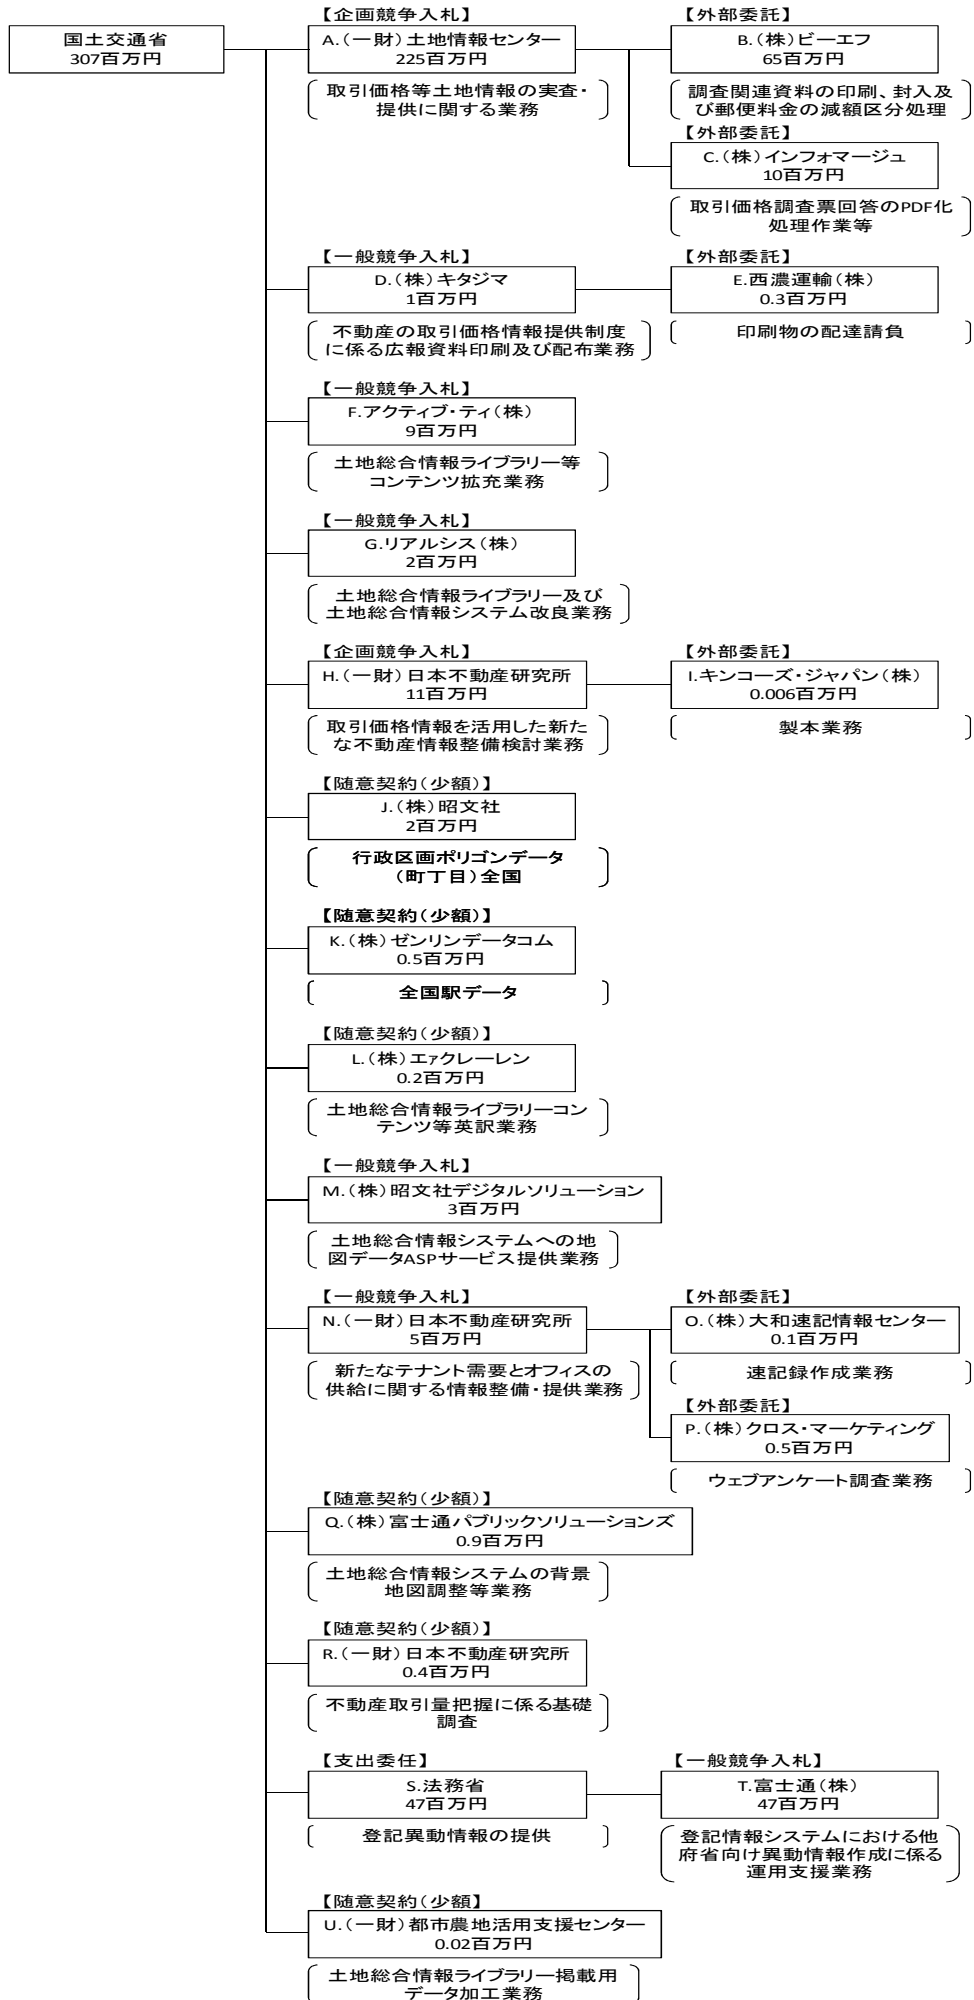 国土交通省
307百万円
【企画競争入札】
A.（一財）土地情報センター
225百万円
取引価格等土地情報の実査・
提供に関する業務
【外部委託】
B.（株）ビーエフ
65百万円
調査関連資料の印刷、封入及
び郵便料金の減額区分処理
【外部委託】
C.（株）インフォマージュ
10百万円
取引価格調査票回答のPDF化
処理作業等
【一般競争入札】
D.（株）キタジマ
1百万円
不動産の取引価格情報提供制度
に係る広報資料印刷及び配布業務
【外部委託】
E.西濃運輸（株）
0.3百万円
印刷物の配達請負
【一般競争入札】
F.アクティブ・ティ（株）
9百万円
土地総合情報ライブラリー等
コンテンツ拡充業務
【一般競争入札】
G.リアルシス（株）
2百万円
土地総合情報ライブラリー及び
土地総合情報システム改良業務
【企画競争入札】
H.（一財）日本不動産研究所
11百万円
取引価格情報を活用した新た
な不動産情報整備検討業務
【外部委託】
I.キンコーズ・ジャパン（株）
0.006百万円
製本業務
【随意契約（少額）】
J.（株）昭文社
2百万円
行政区画ポリゴンデータ
（町丁目）全国
【随意契約（少額）】
K.（株）ゼンリンデータコム
0.5百万円
全国駅データ
【随意契約（少額）】
L.（株）エァクレーレン
0.2百万円
土地総合情報ライブラリーコン
テンツ等英訳業務
【一般競争入札】
M.（株）昭文社デジタルソリューション
3百万円
土地総合情報システムへの地
図データASPサービス提供業務
【一般競争入札】
N.（一財）日本不動産研究所
5百万円
新たなテナント需要とオフィスの
供給に関する情報整備・提供業務
【外部委託】
O.（株）大和速記情報センター
0.1百万円
速記録作成業務
【外部委託】
P.（株）クロス・マーケティング
0.5百万円
ウェブアンケート調査業務
【随意契約（少額）】
Q.（株）富士通パブリックソリューションズ
0.9百万円
土地総合情報システムの背景
地図調整等業務
【随意契約（少額）】
R.（一財）日本不動産研究所
0.4百万円
不動産取引量把握に係る基礎
調査
【支出委任】
S.法務省
47百万円
登記異動情報の提供
【一般競争入札】
T.富士通（株）
47百万円
登記情報システムにおける他
府省向け異動情報作成に係る
運用支援業務
【随意契約（少額】
U.（一財）都市農地活用支援センター
0.02百万円
土地総合情報ライブラリー掲載用
データ加工業務